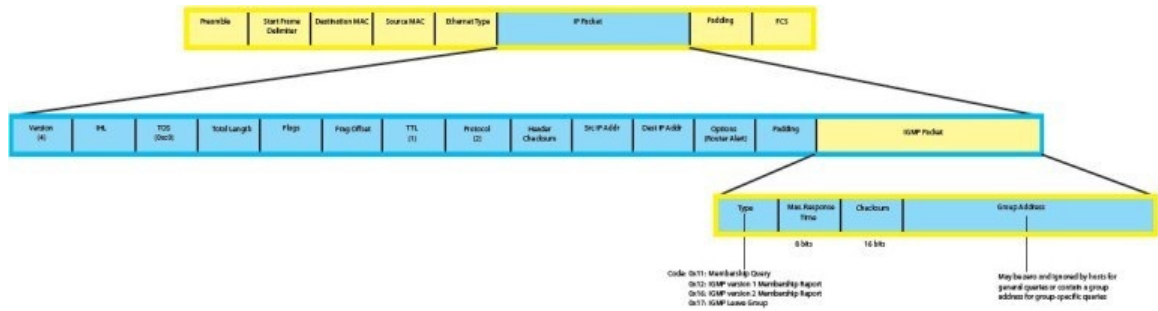 Preamble
Start Frame
Delimiter
Destination MAC
Source MAC
Ethernet Type
IP Packet
Padding
FCS
Version
(4)
IHL
TOS
(0xc0)
Total Length
Flags
Frag Offset
TTL
(1)
Protocol
(2)
Header
Checksum
Src IP Addr
Dest IP Addr
Options
(Router Alert)
Padding
IGMP Packet
Type
Max. Response
Time
Checksum
Group Address
8 bits
16 bits
Code: 0x11: Membership Query
0x12: IGMP version 1 Membership Report
0x16: IGMP version 2 Membership Report
0x17: IGMP Leave Group
May be zero and ignored by hosts for
general queries or contain a group
address for group-specific queries